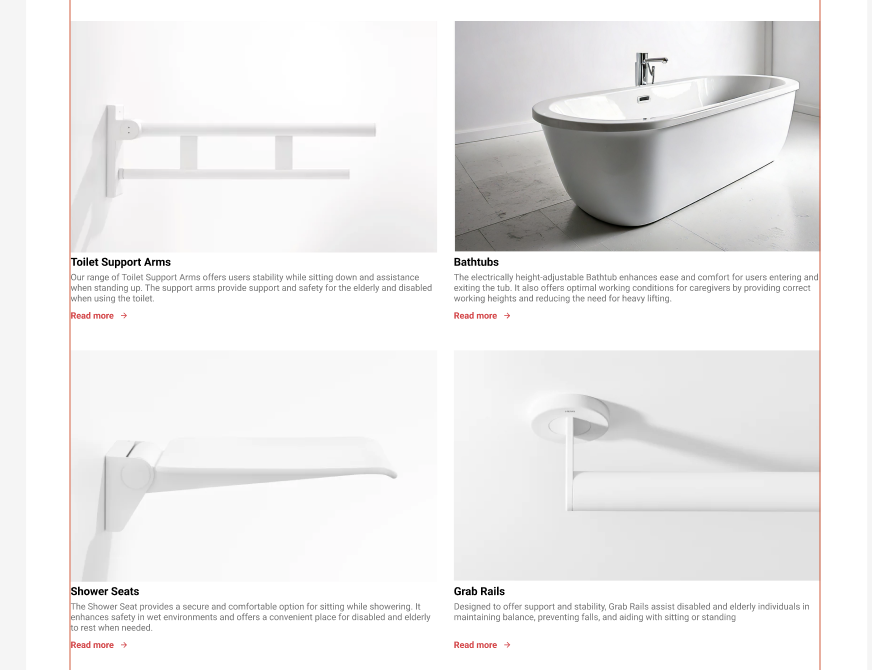 Toilet Support Arms
Our range of Toilet Support Arms offers users stability while sitting down and assistance
when standing up. The support arms provide support and safety for the elderly and disabled
when using the toilet.
Read more →
Bathtubs
The electrically height-adjustable Bathtub enhances ease and comfort for users entering and
exiting the tub. It also offers optimal working conditions for caregivers by providing correct
working heights and reducing the need for heavy lifting.
Read more →
Shower Seats
The Shower Seat provides a secure and comfortable option for sitting while showering. It
enhances safety in wet environments and offers a convenient place for disabled and elderly
to rest when needed.
Read more →
Grab Rails
Designed to offer support and stability, Grab Rails assist disabled and elderly individuals in
maintaining balance, preventing falls, and aiding with sitting or standing
Read more →